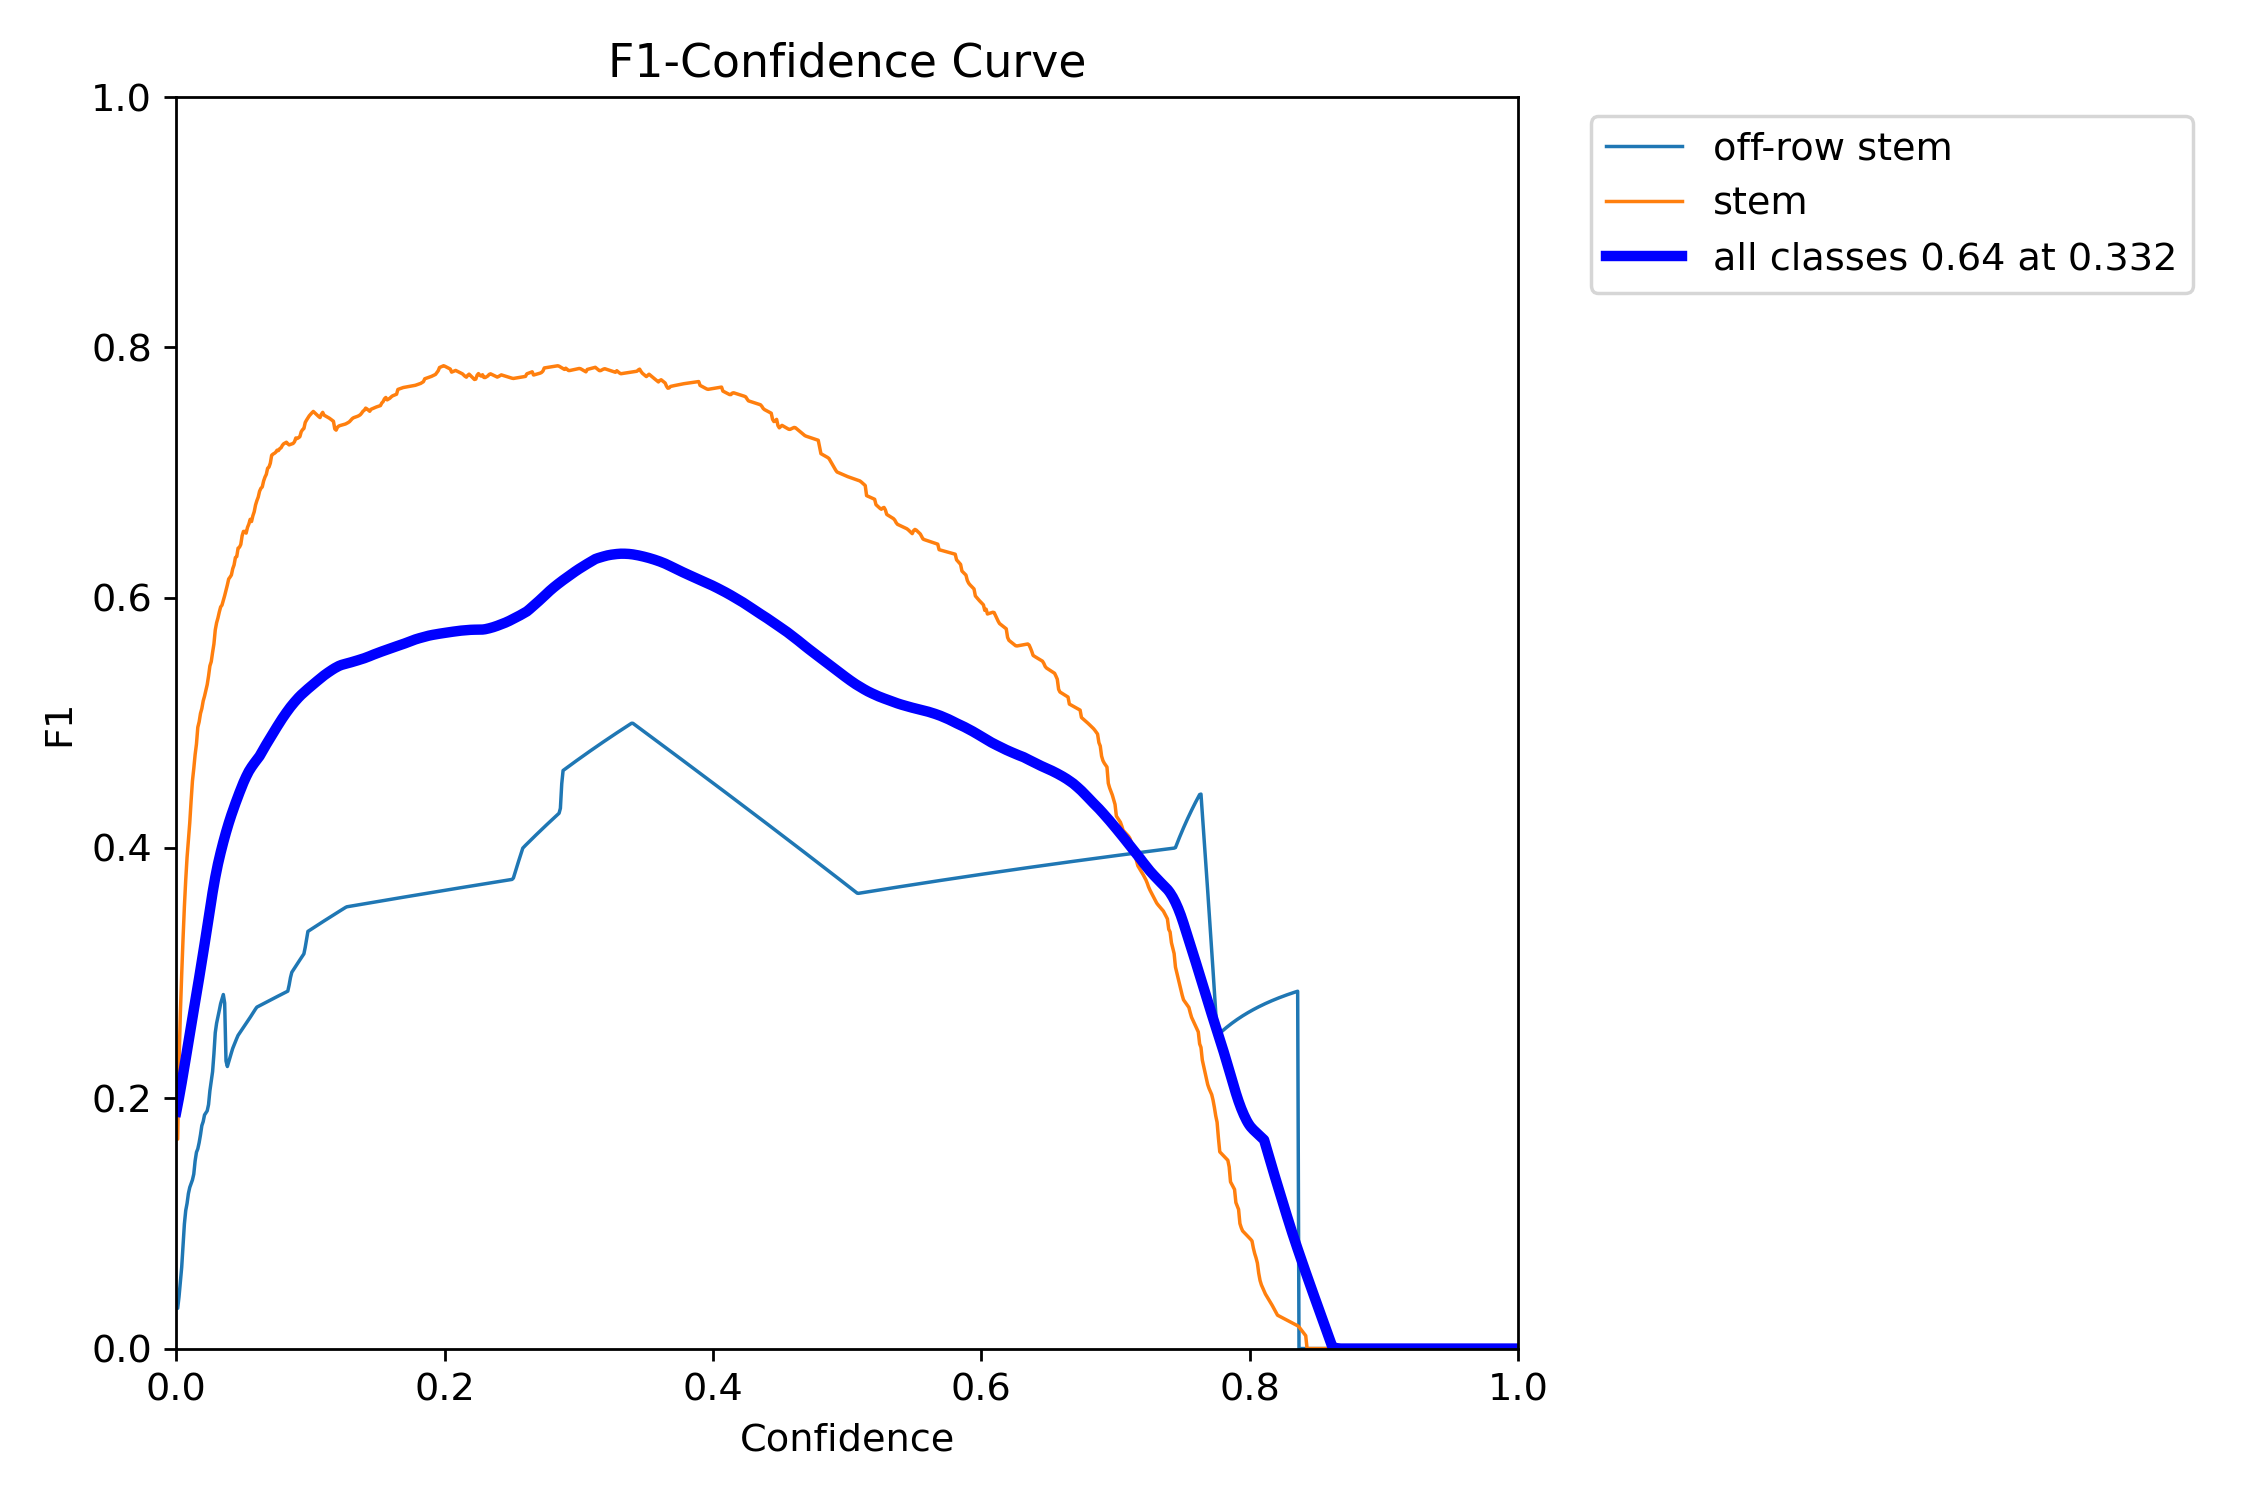 F1-Confidence Curve
1.0
0.8
0.6
0.4
0.2
0.0
F1
0.0 0.2 0.4 0.6 0.8 1.0
Confidence
off-row stem
stem
all classes 0.64 at 0.332